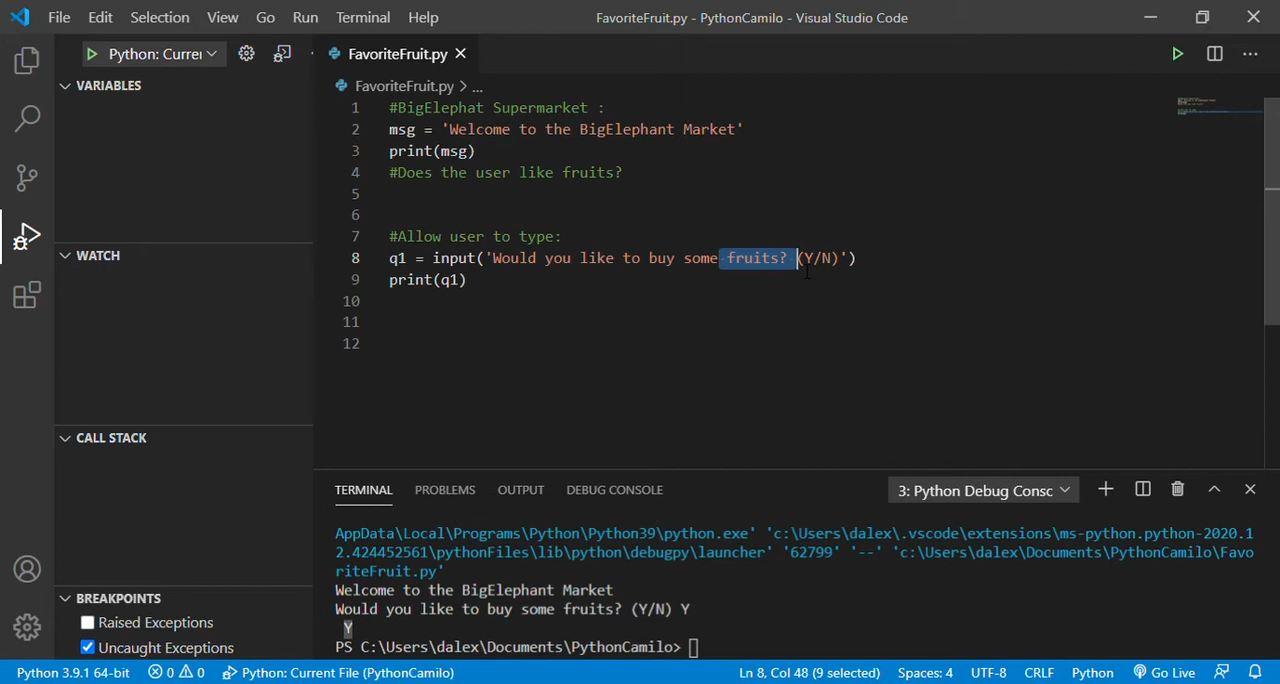 File Edit Selection View Go Run Terminal Help FavoriteFruit.py - PythonCamilo - Visual Studio Code
Python: Currer
FavoriteFruit.py
VARIABLES
FavoriteFruit.py > ...
1 #BigElephat Supermarket :
2 msg = 'Welcome to the BigElephant Market'
3 print(msg)
4 #Does the user like fruits?
5
6
7 #Allow user to type:
8 q1 = input('Would you like to buy some fruits? (Y/N)')
9 print(q1)
10
11
12
WATCH
CALL STACK
BREAKPOINTS
Raised Exceptions
Uncaught Exceptions
TERMINAL PROBLEMS OUTPUT DEBUG CONSOLE 3: Python Debug Consc
AppData\Local\Programs\Python\Python39\python.exe' 'c:\Users\dalex\.vscode\extensions\ms-python.python-2020.1
2.424452561\pythonFiles\lib\python\debugpy\launcher' '62799' '--' 'c:\Users\dalex\Documents\PythonCamilo\Favo
riteFruit.py'
Welcome to the BigElephant Market
Would you like to buy some fruits? (Y/N) Y
Y
PS C:\Users\dalex\Documents\PythonCamilo>
Python 3.9.1 64-bit 0 0 Python: Current File (PythonCamilo) Ln 8, Col 48 (9 selected) Spaces: 4 UTF-8 CRLF Python Go Live